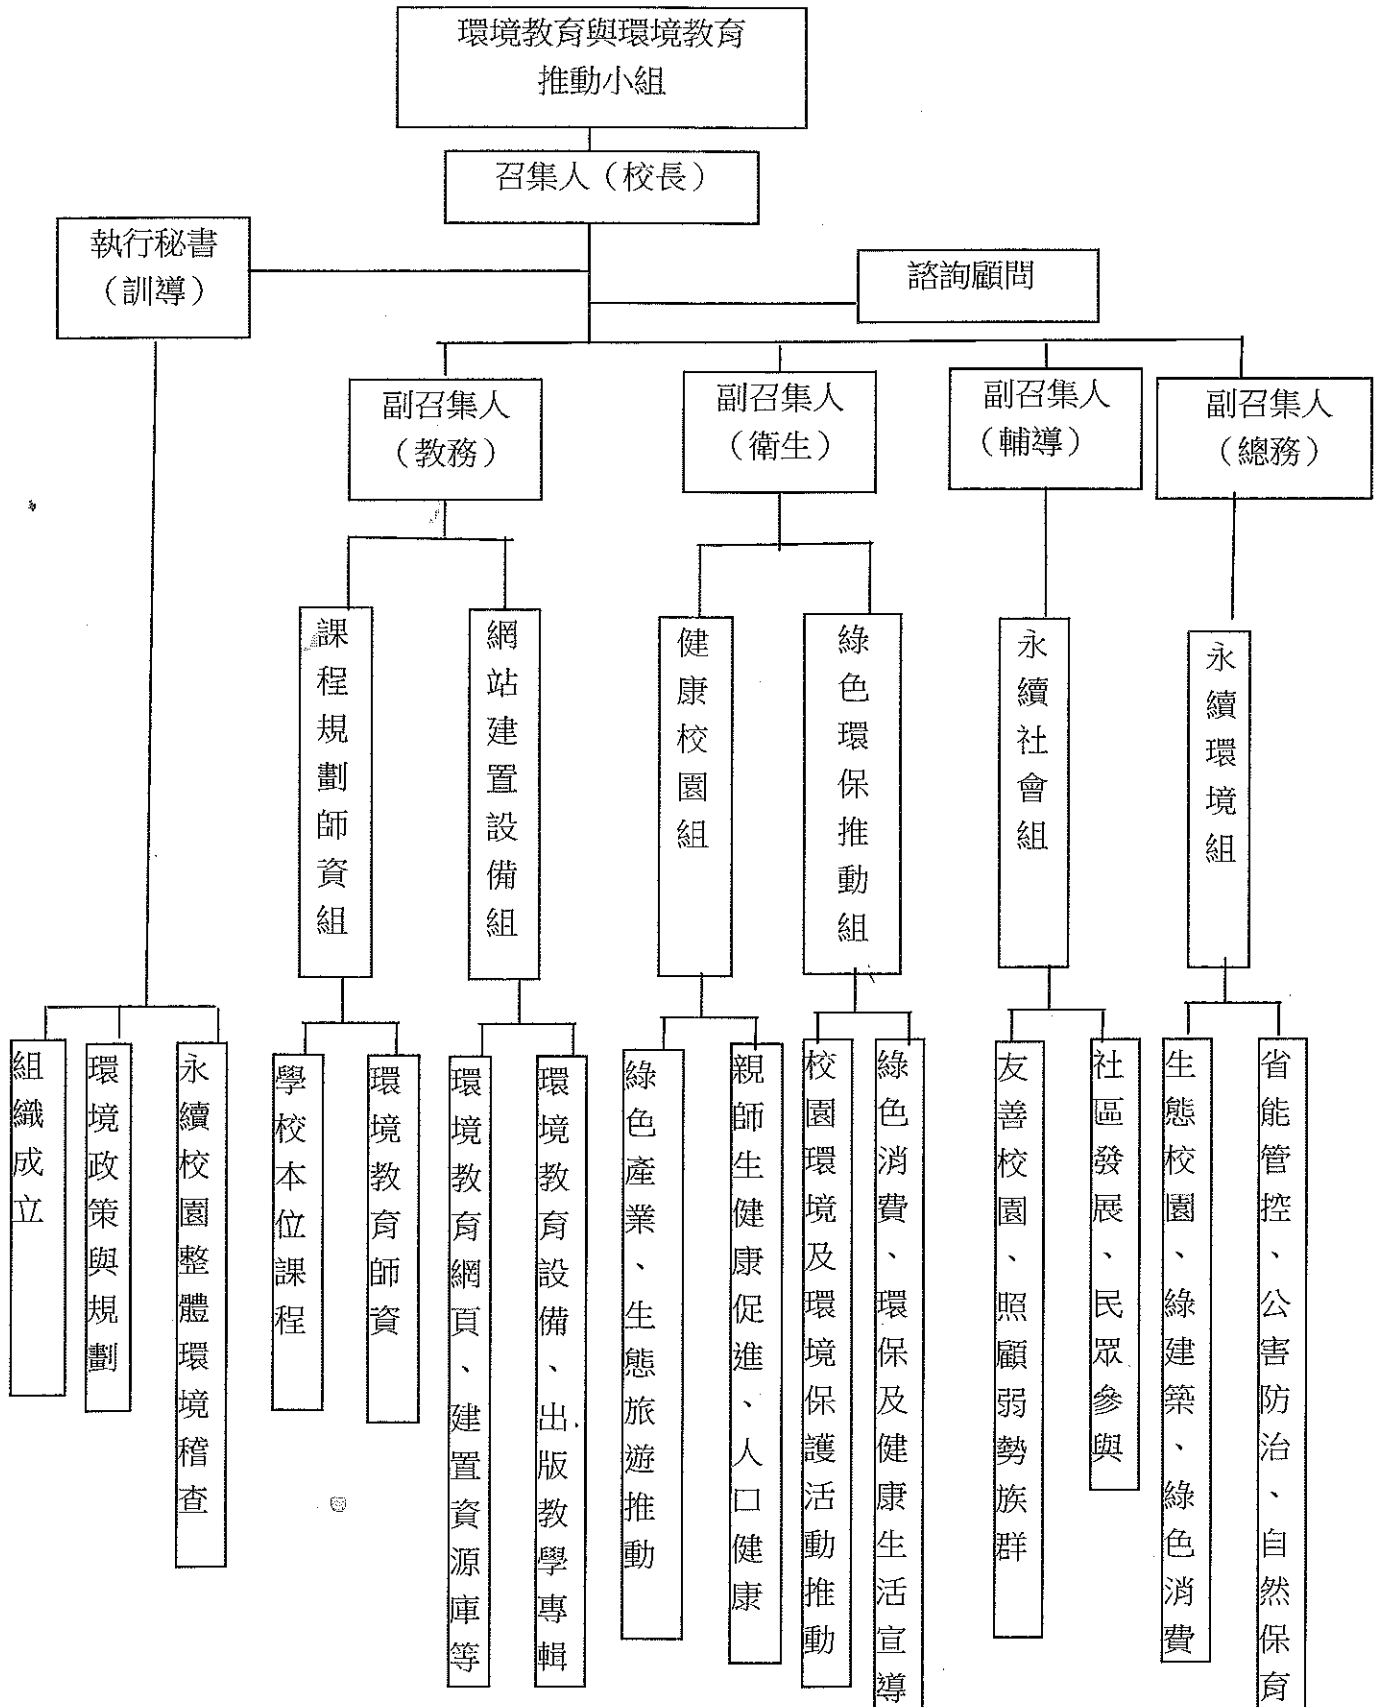 環境教育與環境教育
推動小組
召集人（校長）
執行秘書
（訓導）
諮詢顧問
副召集人
（教務）
副召集人
（衛生）
副召集人
（輔導）
副召集人
（總務）
課程規劃師資組
網站建置設備組
健康校園組
綠色環保推動組
永續社會組
永續環境組
組織成立
環境政策與規劃
永續校園整體環境稽查
學校本位課程
環境教育師資
環境教育網頁、建置資源庫等
環境教育設備、出版教學專輯
綠色產業、生態旅遊推動
親師生健康促進、人口健康
校園環境及環境保護活動推動
綠色消費、環保及健康生活宣導
友善校園、照顧弱勢族群
社區發展、民眾參與
生態校園、綠建築、綠色消費
省能管控、公害防治、自然保育